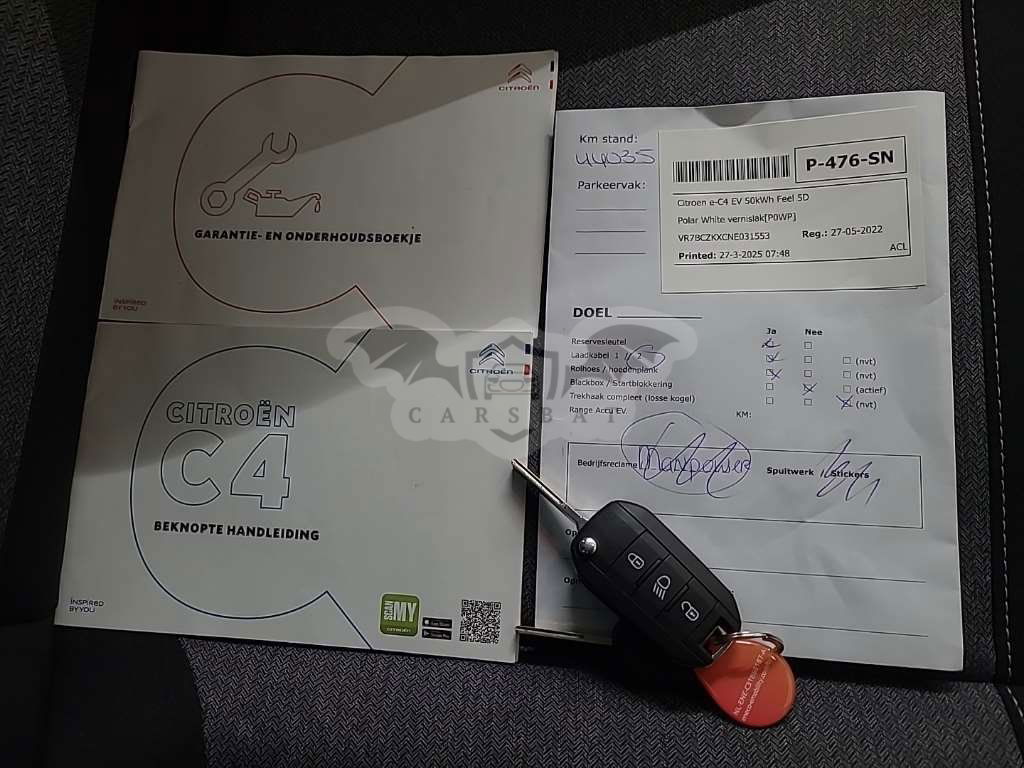 CITROËN
GARANTIE- EN ONDERHOUDSBOEKJE
INSPIRED
BY YOU
CITROËN
CITROËN
C4
BEKNOPTE HANDLEIDING
INSPIRED
BY YOU
SCAN MY
CITROËN
Km stand:
44035
Parkeervak:
P-476-SN
Citroen e-C4 EV 50kWh Feel 5D
Polar White vernislak[P0WP]
VR7BCZKXCNE031553 Reg.: 27-05-2022
ACL
Printed: 27-3-2025 07:48
DOEL
Ja Nee
Reservesleutel
Laadkabel 1 / 2 (nvt)
Rolhoes / hoedenplank (nvt)
Blackbox / Startblokkering (actief)
Trekhaak compleet (losse kogel) (nvt)
Range Accu EV. KM:
Bedrijfsreclame Manpower Spuitwerk / Stickers
CARSBAT